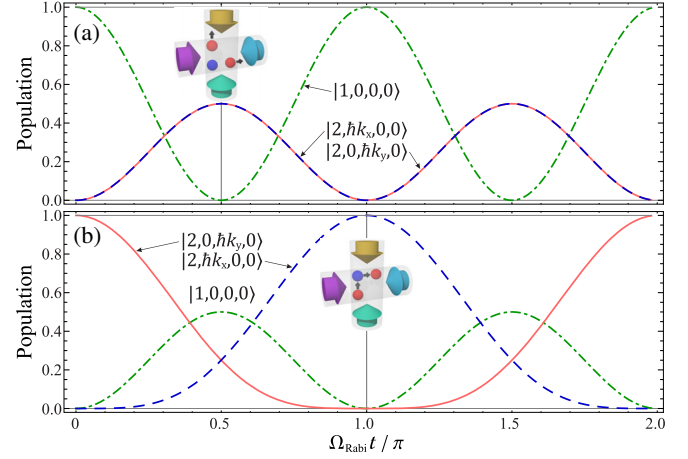 (a)
1.0
0.8
0.6
0.4
0.2
0.0
Population
|1,0,0,0⟩
|2,ħkₓ,0,0⟩
|2,0,ħk_y,0⟩
(b)
1.0
0.8
0.6
0.4
0.2
0.0
Population
|2,0,ħk_y,0⟩
|2,ħkₓ,0,0⟩
|1,0,0,0⟩
0 0.5 1.0 1.5 2.0
Ω_Rabi t / π